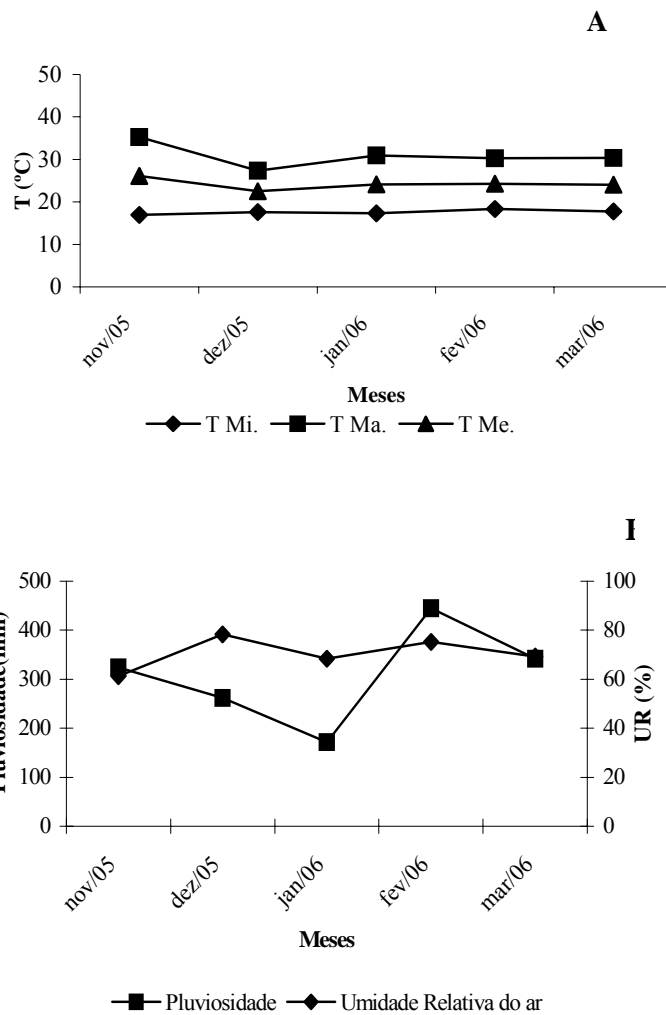 A
50
40
30
20
10
0
T (ºC)
nov/05
dez/05
jan/06
fev/06
mar/06
Meses
T Mi. T Ma. T Me.
500
400
300
200
100
0
100
80
60
40
20
0
UR (%)
nov/05
dez/05
jan/06
fev/06
mar/06
Meses
Pluviosidade Umidade Relativa do ar